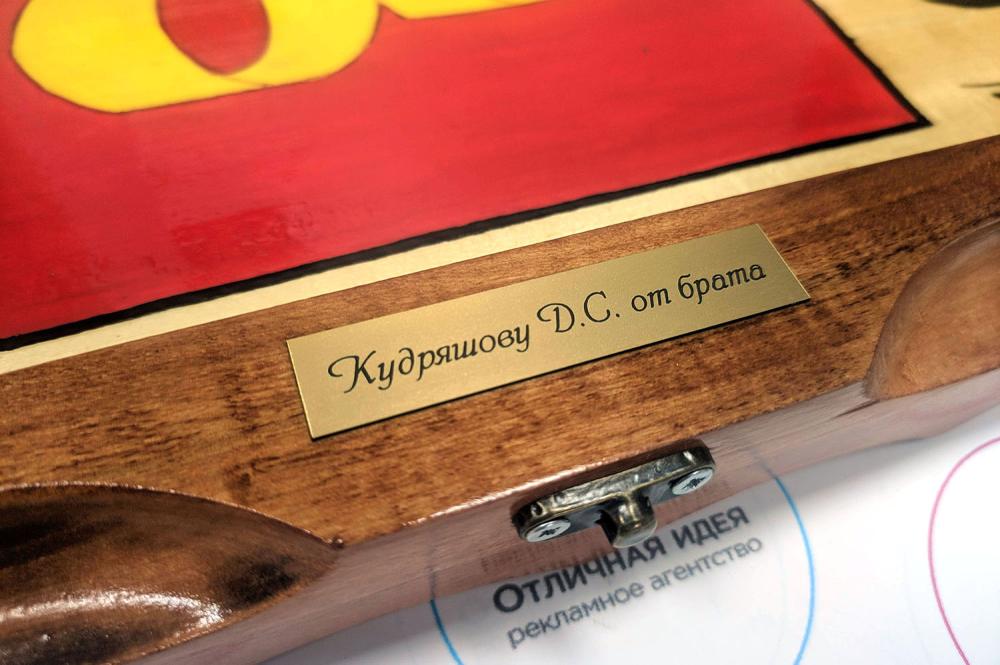 Кудряшову Д.С. от брата
Отличная идея
рекламное агентство